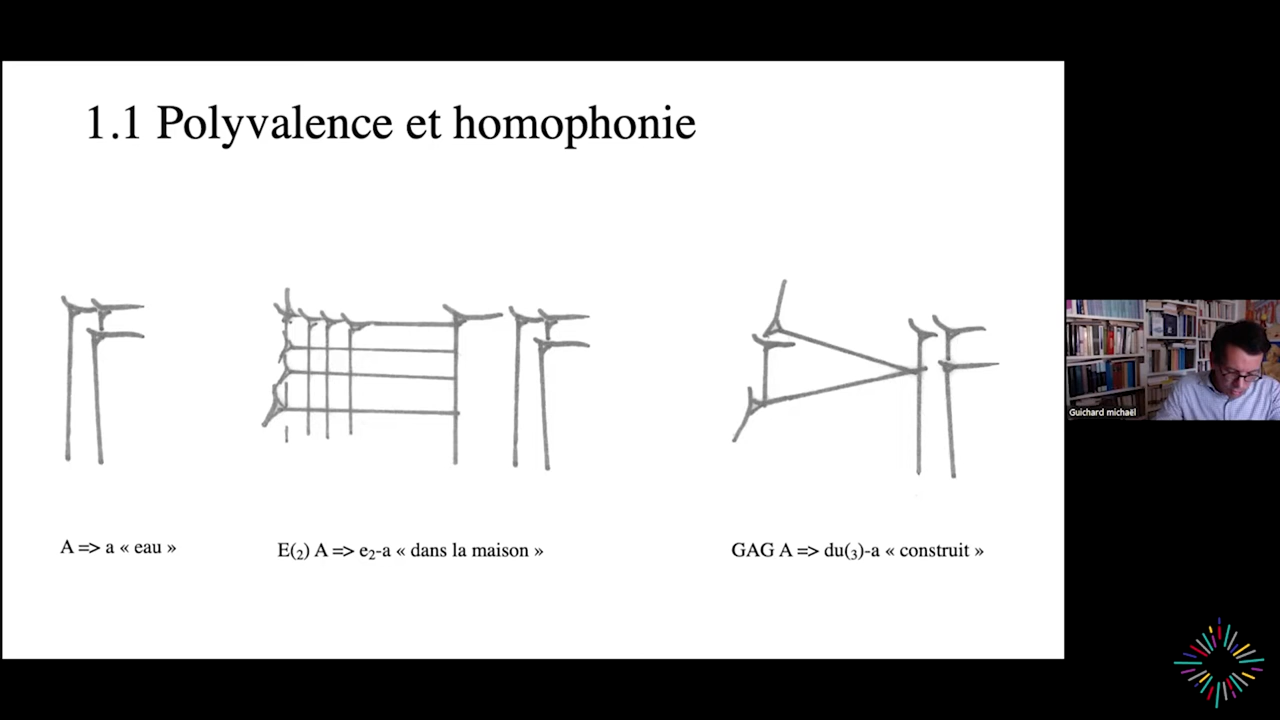 1.1 Polyvalence et homophonie
𒀀
𒂍 𒀀
𒆕 𒀀
A => a « eau »
E(₂) A => e₂-a « dans la maison »
GAG A => du(₃)-a « construit »
Guichard michaël